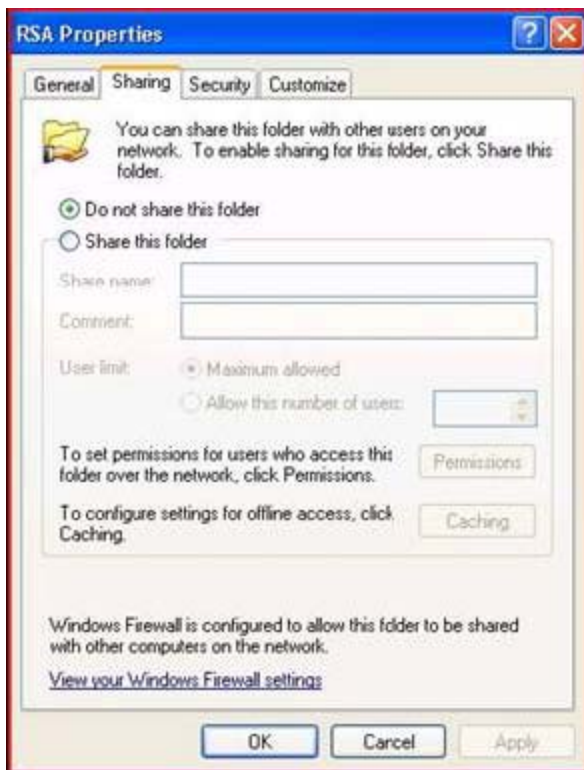 RSA Properties
General Sharing Security Customize
You can share this folder with other users on your
network. To enable sharing for this folder, click Share this
folder.
Do not share this folder
Share this folder
Share name:
Comment:
User limit:
Maximum allowed
Allow this number of users:
To set permissions for users who access this
folder over the network, click Permissions.
Permissions
To configure settings for offline access, click
Caching.
Caching
Windows Firewall is configured to allow this folder to be shared
with other computers on the network.
View your Windows Firewall settings
OK Cancel Apply